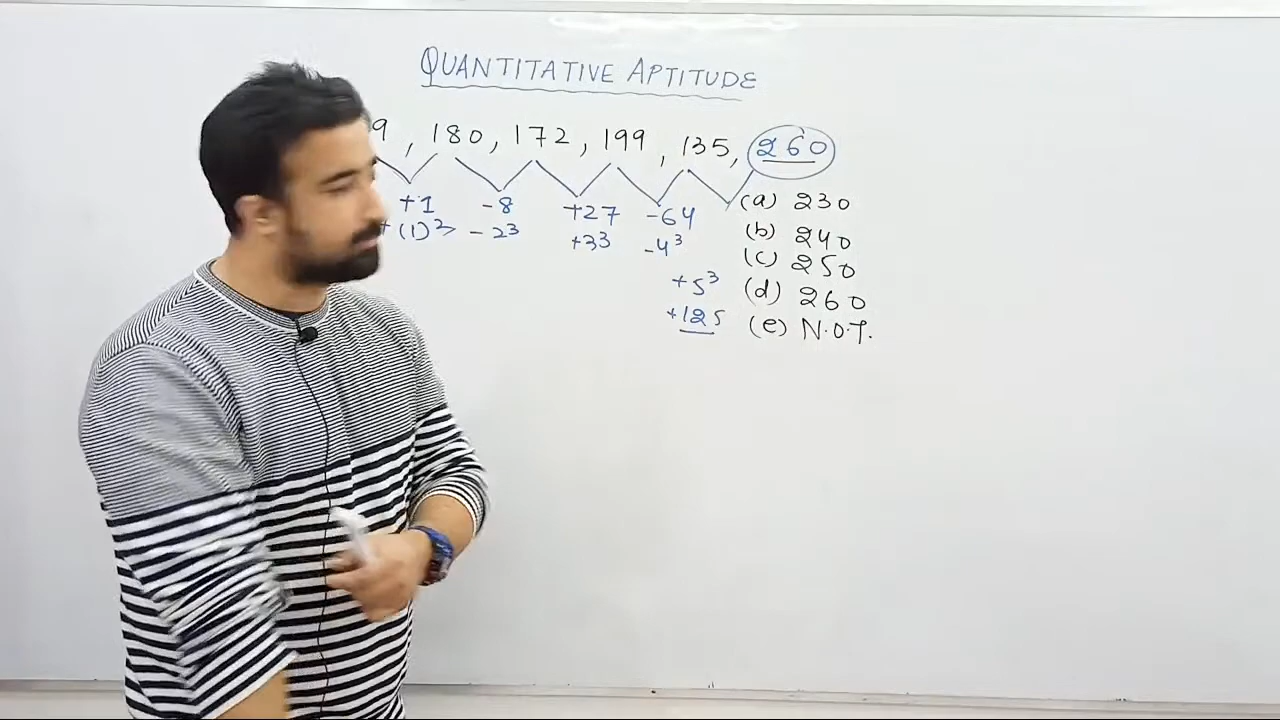 QUANTITATIVE APTITUDE
9, 180, 172, 199, 135, 260
+1 -8 +27 -64
+(1)² -2³ +3³ -4³
+5³
+125
(a) 230
(b) 240
(c) 250
(d) 260
(e) N.O.T.